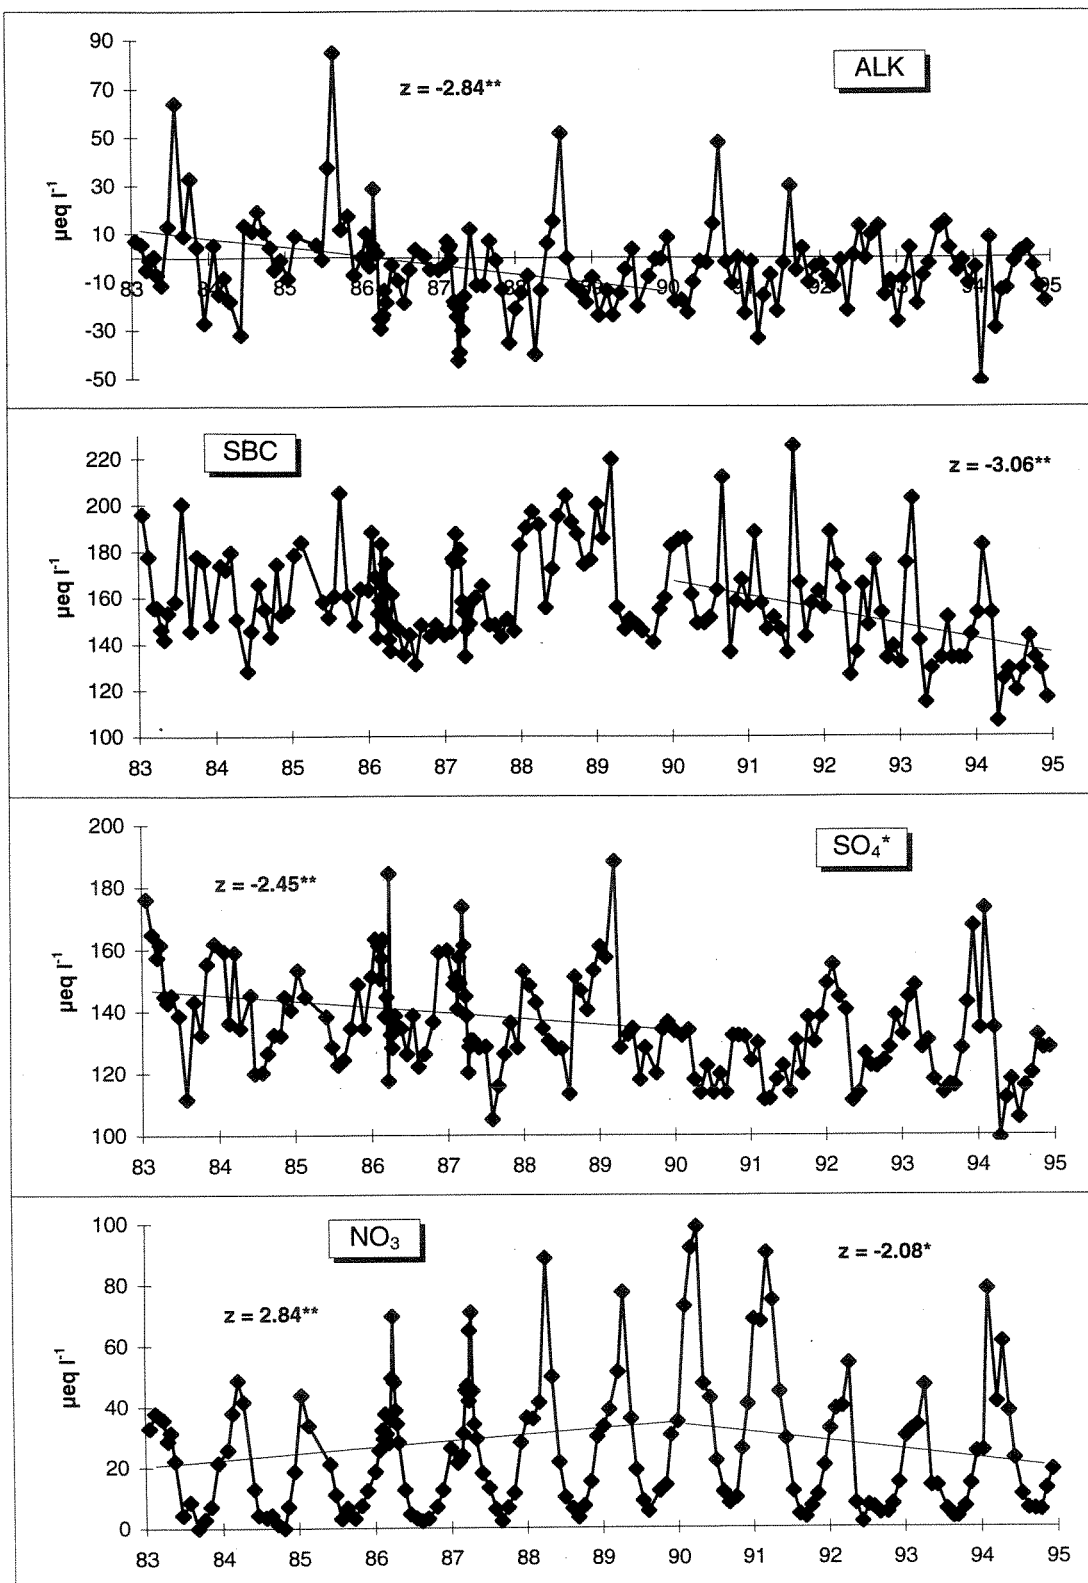 90
70
50
30
10
-10
-30
-50
µeq l⁻¹
ALK
z = -2.84**
83 84 85 86 87 88 89 90 91 92 93 94 95
220
200
180
160
140
120
100
µeq l⁻¹
SBC
z = -3.06**
83 84 85 86 87 88 89 90 91 92 93 94 95
200
180
160
140
120
100
µeq l⁻¹
SO₄*
z = -2.45**
83 84 85 86 87 88 89 90 91 92 93 94 95
100
80
60
40
20
0
µeq l⁻¹
NO₃
z = 2.84**
z = -2.08*
83 84 85 86 87 88 89 90 91 92 93 94 95